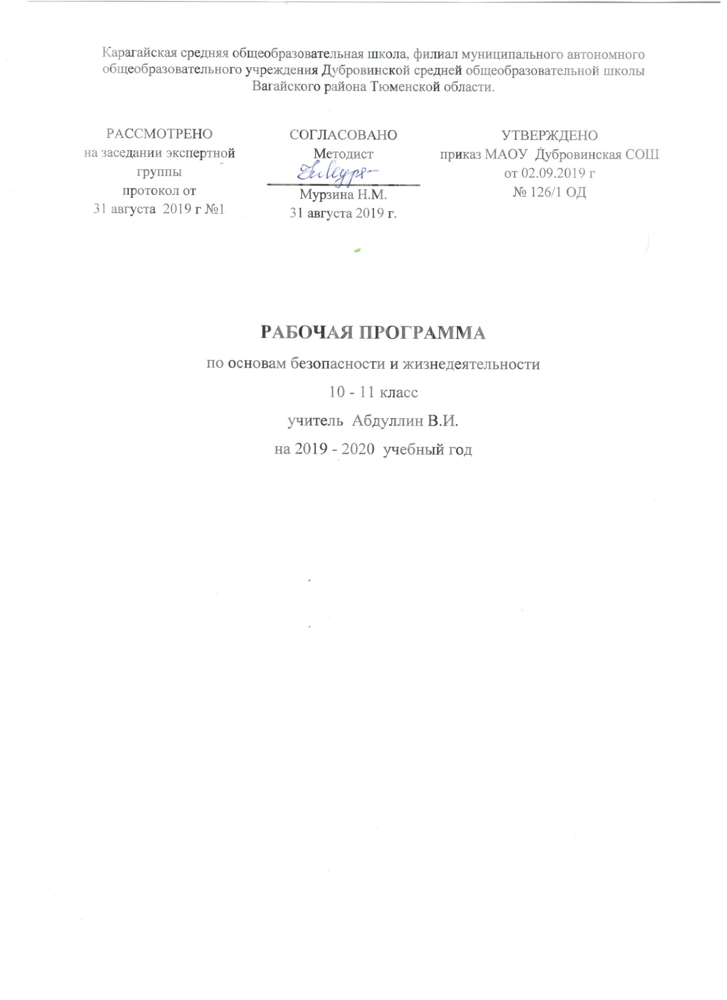 Карагайская средняя общеобразовательная школа, филиал муниципального автономного
общеобразовательного учреждения Дубровинской средней общеобразовательной школы
Вагайского района Тюменской области.
РАССМОТРЕНО
на заседании экспертной
группы
протокол от
31 августа 2019 г №1
СОГЛАСОВАНО
Методист
Мурзина Н.М.
31 августа 2019 г.
УТВЕРЖДЕНО
приказ МАОУ Дубровинская СОШ
от 02.09.2019 г
№ 126/1 ОД
РАБОЧАЯ ПРОГРАММА
по основам безопасности и жизнедеятельности
10 - 11 класс
учитель Абдуллин В.И.
на 2019 - 2020 учебный год